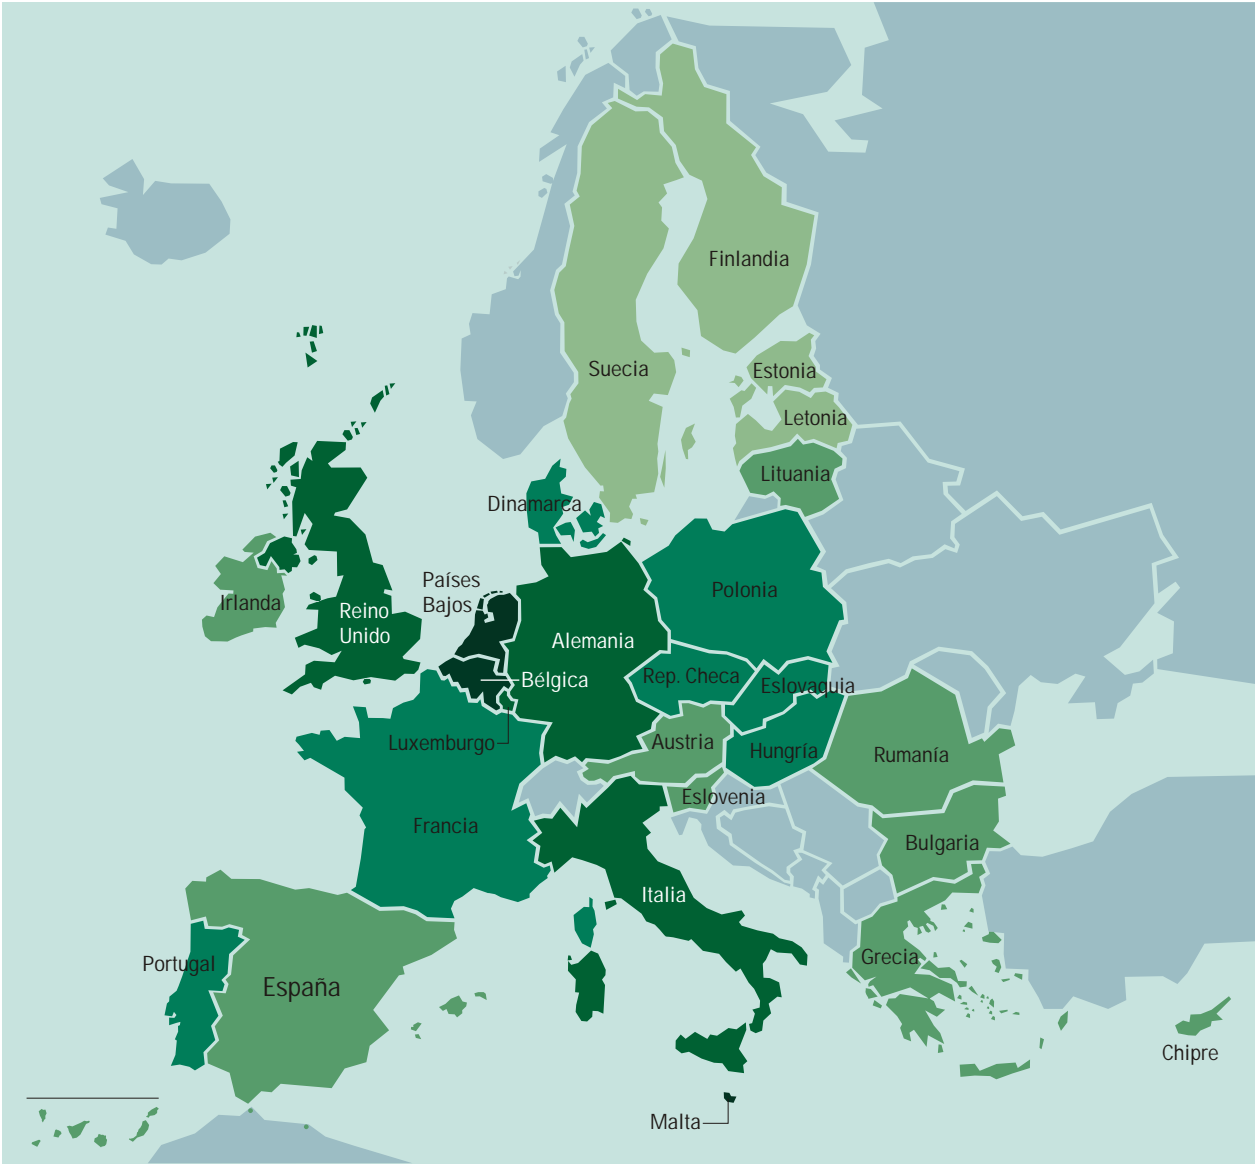 Finlandia
Suecia
Estonia
Letonia
Lituania
Dinamarca
Países
Bajos
Irlanda
Reino
Unido
Polonia
Alemania
Bélgica
Rep. Checa
Eslovaquia
Luxemburgo
Austria
Hungría
Rumanía
Eslovenia
Francia
Bulgaria
Italia
Portugal
España
Grecia
Chipre
Malta